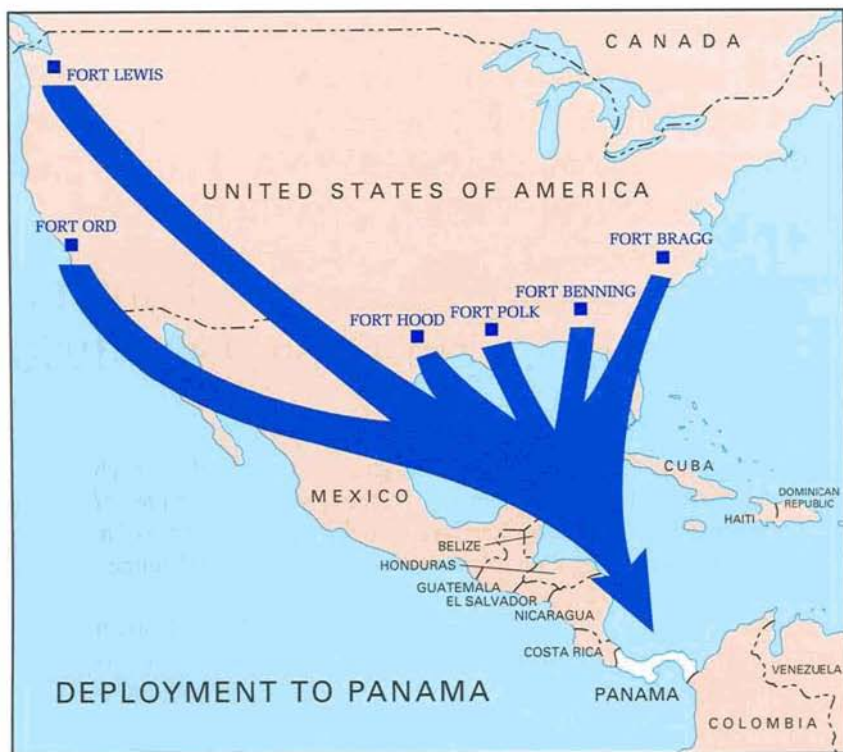 CANADA
FORT LEWIS
UNITED STATES OF AMERICA
FORT ORD
FORT BRAGG
FORT BENNING
FORT POLK
FORT HOOD
CUBA
MEXICO
DOMINICAN
REPUBLIC
HAITI
BELIZE
HONDURAS
GUATEMALA
EL SALVADOR
NICARAGUA
COSTA RICA
VENEZUELA
DEPLOYMENT TO PANAMA
PANAMA
COLOMBIA